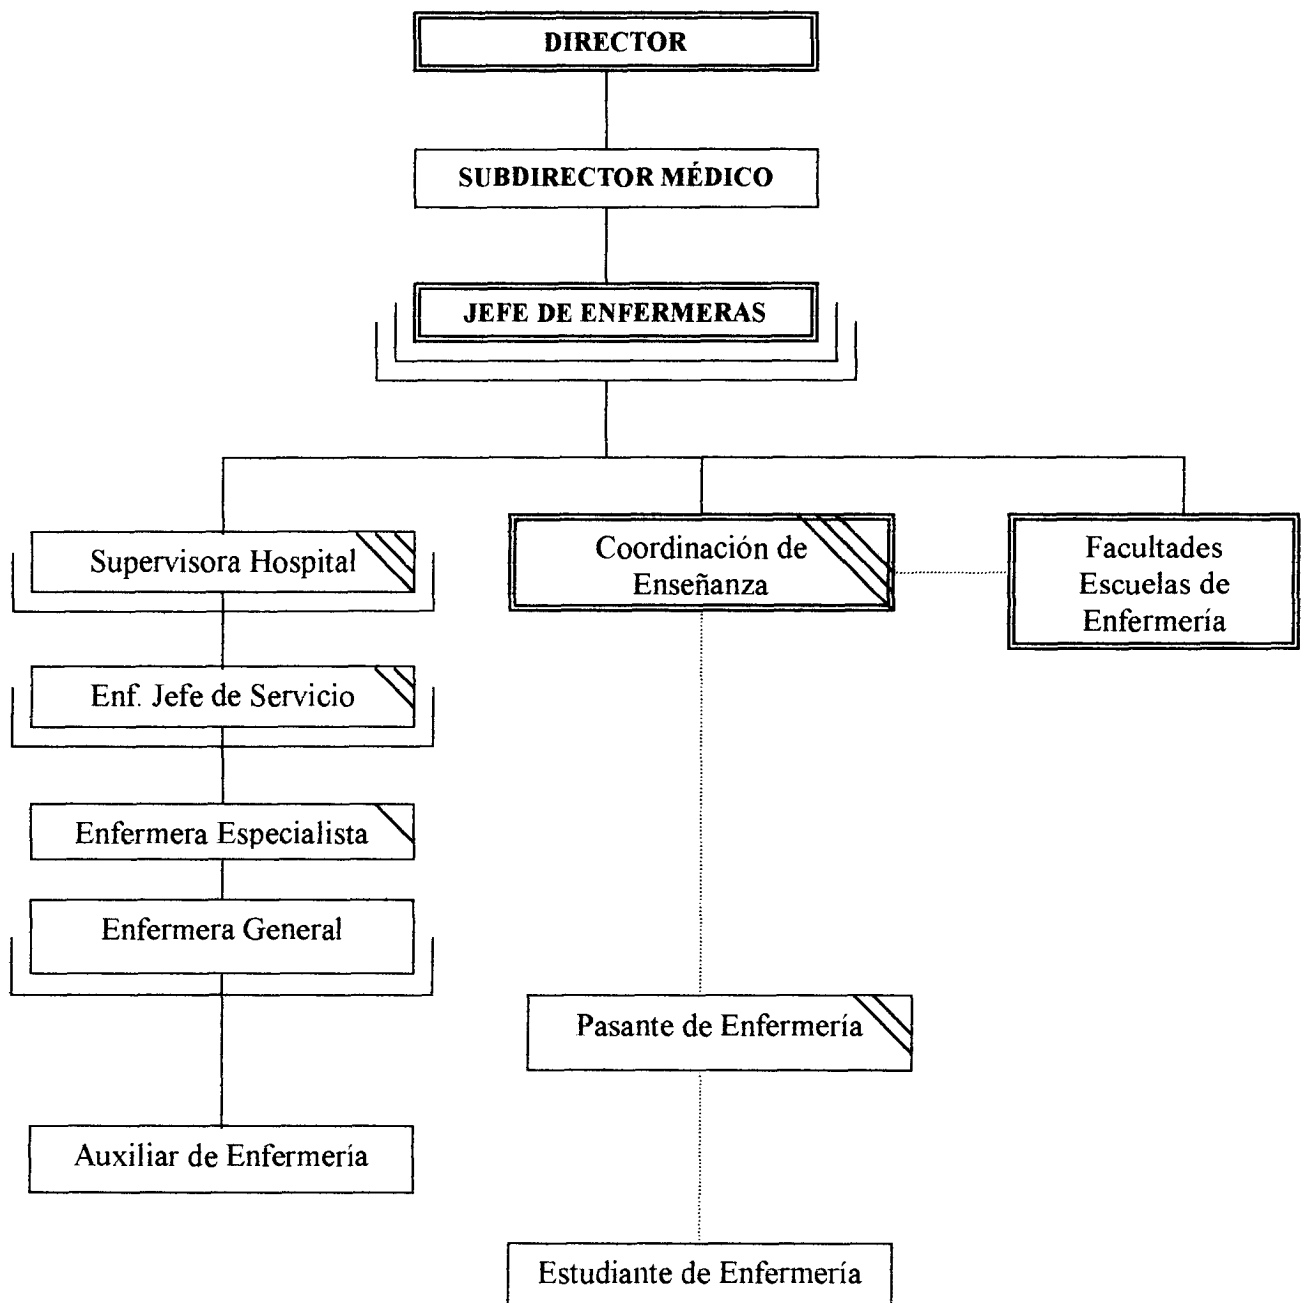 DIRECTOR
SUBDIRECTOR MÉDICO
JEFE DE ENFERMERAS
Supervisora Hospital
Coordinación de
Enseñanza
Facultades
Escuelas de
Enfermería
Enf. Jefe de Servicio
Enfermera Especialista
Enfermera General
Pasante de Enfermería
Auxiliar de Enfermería
Estudiante de Enfermería